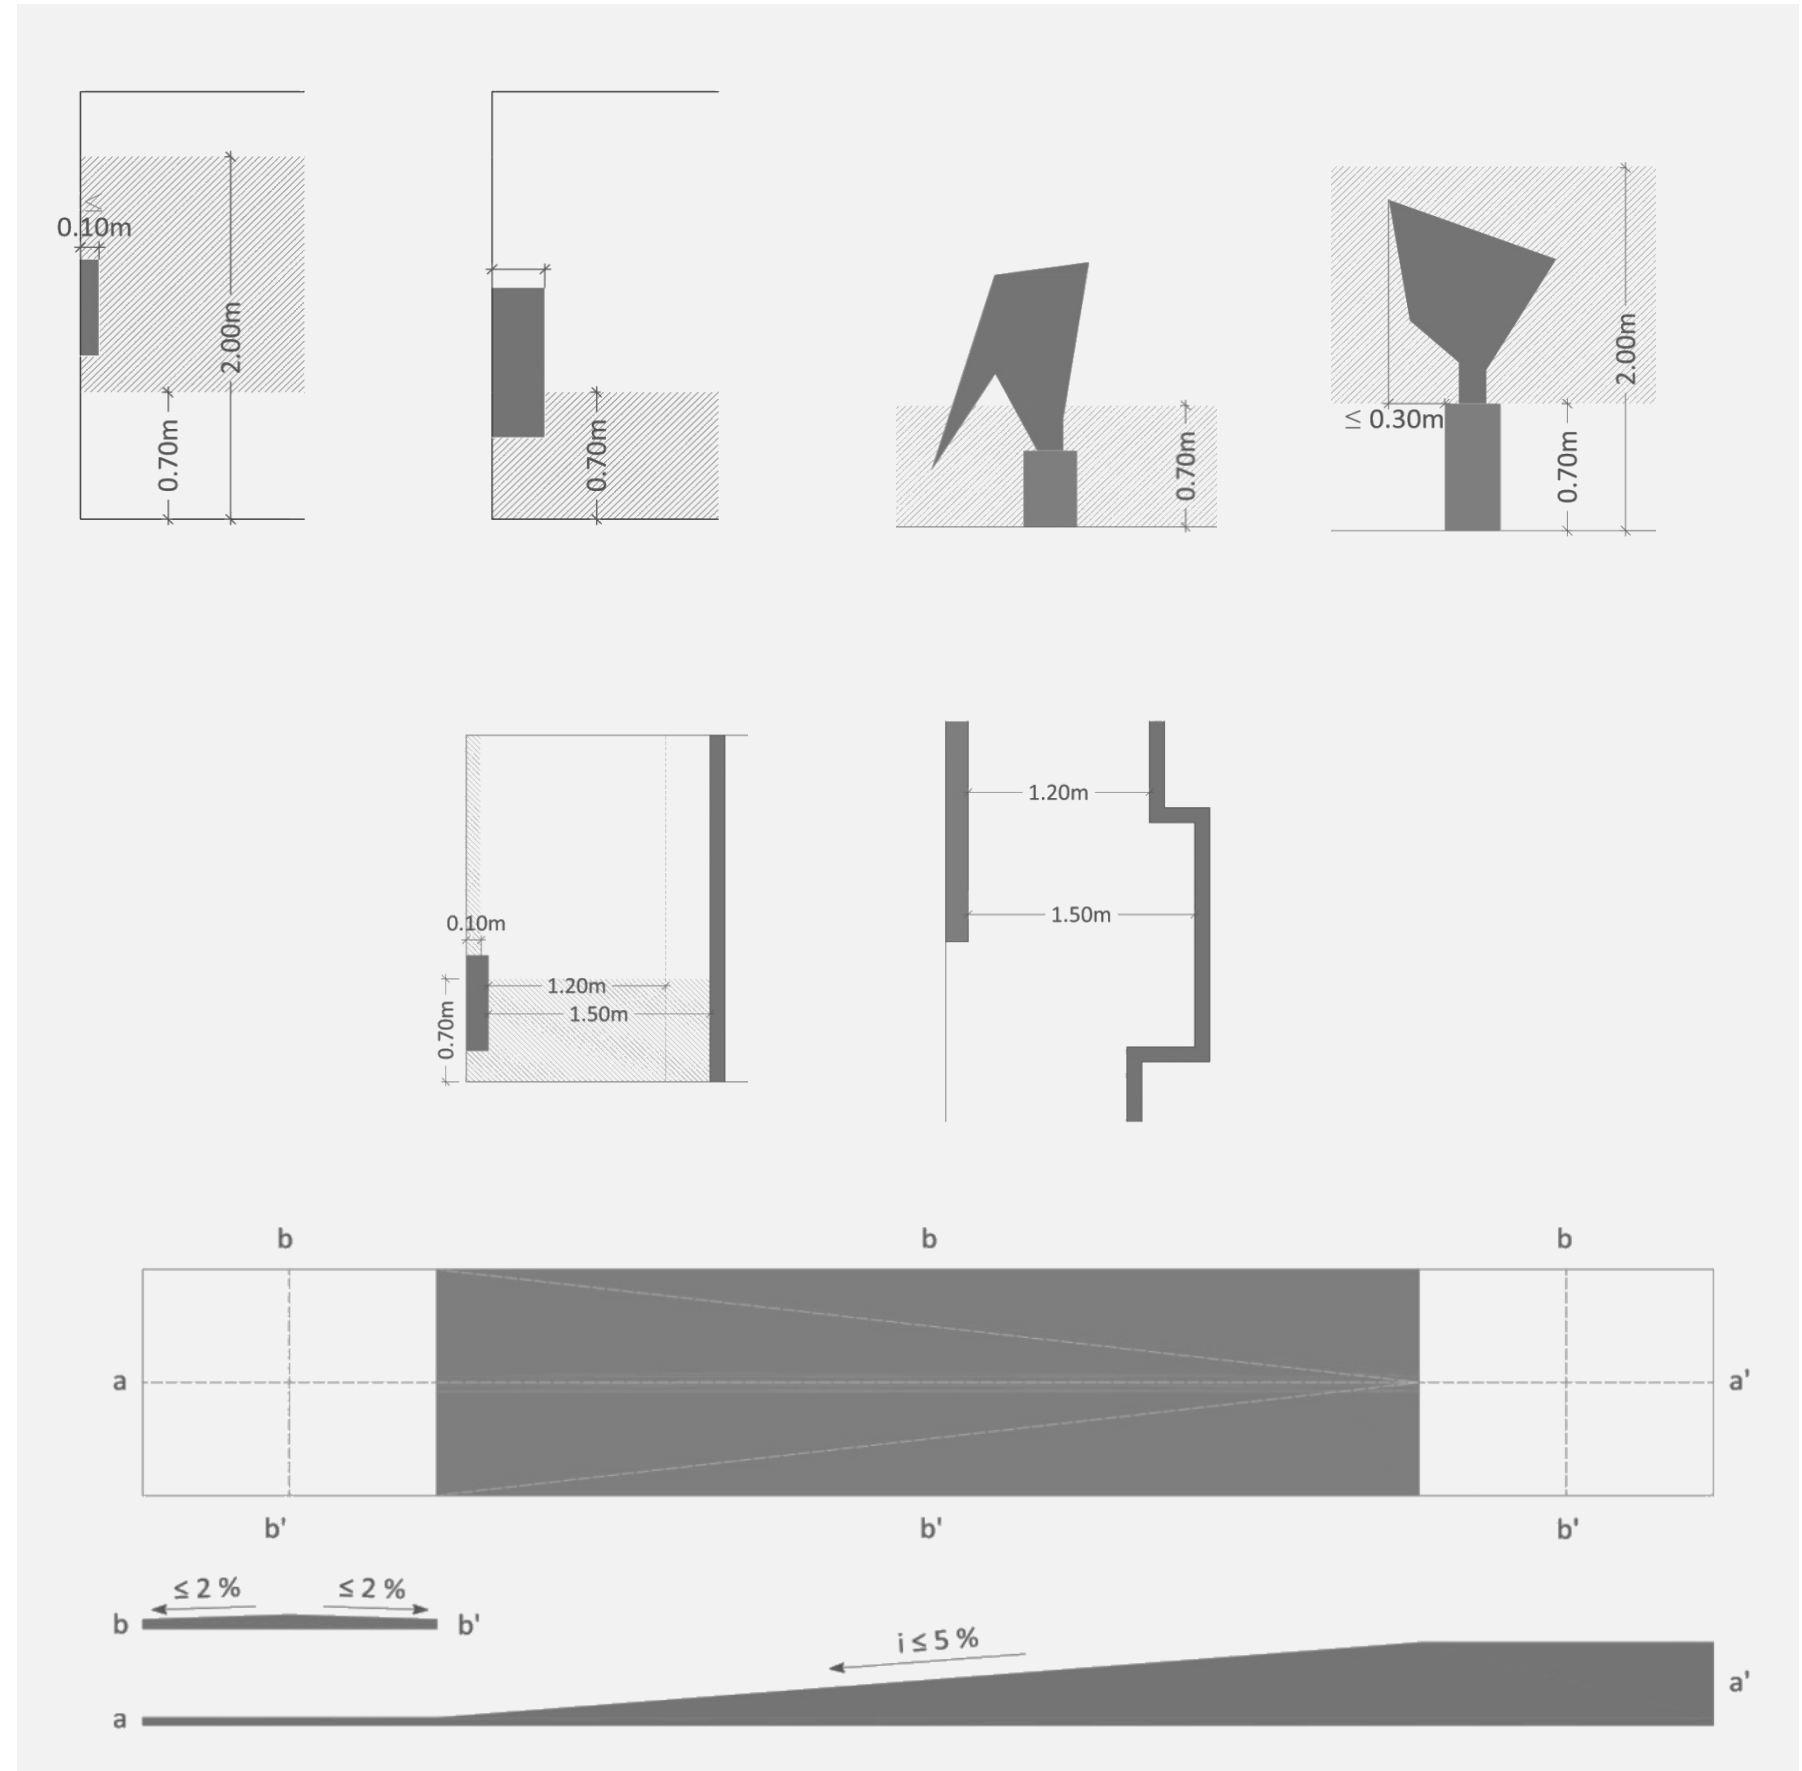 ≤
0.10m
2.00m
0.70m
0.70m
0.70m
≤ 0.30m
2.00m
0.70m
0.10m
1.20m
1.50m
0.70m
1.20m
1.50m
b b b
a a'
b' b' b'
≤ 2 % ≤ 2 %
b b'
i ≤ 5 %
a a'